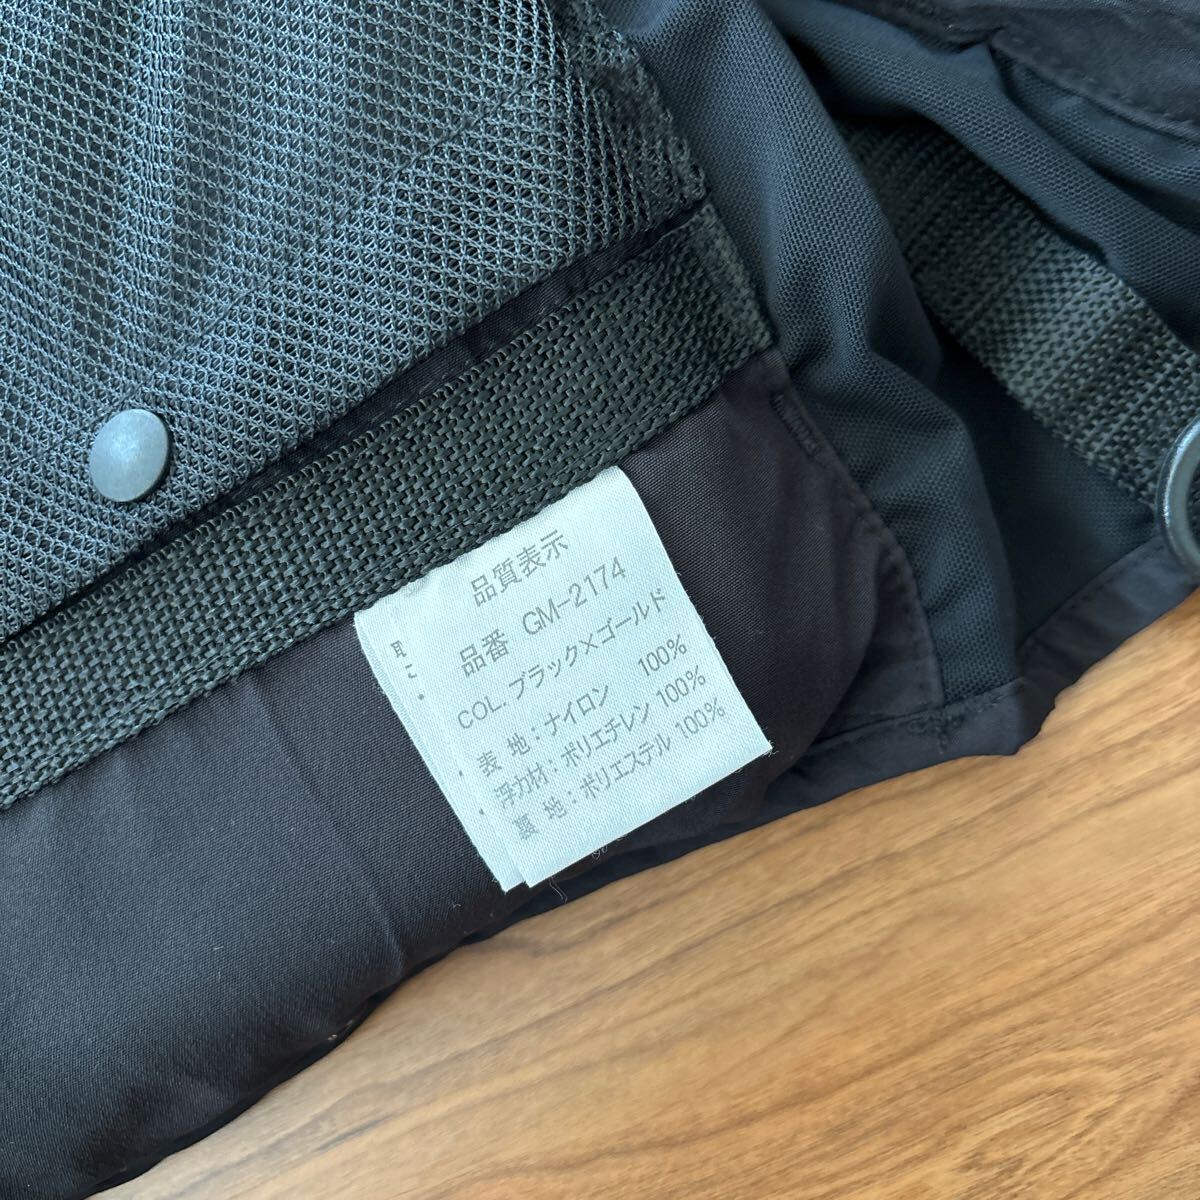 品質表示
品番 GM-2174
COL. ブラック×ゴールド
表 地：ナイロン 100%
浮力材：ポリエチレン 100%
裏 地：ポリエステル 100%